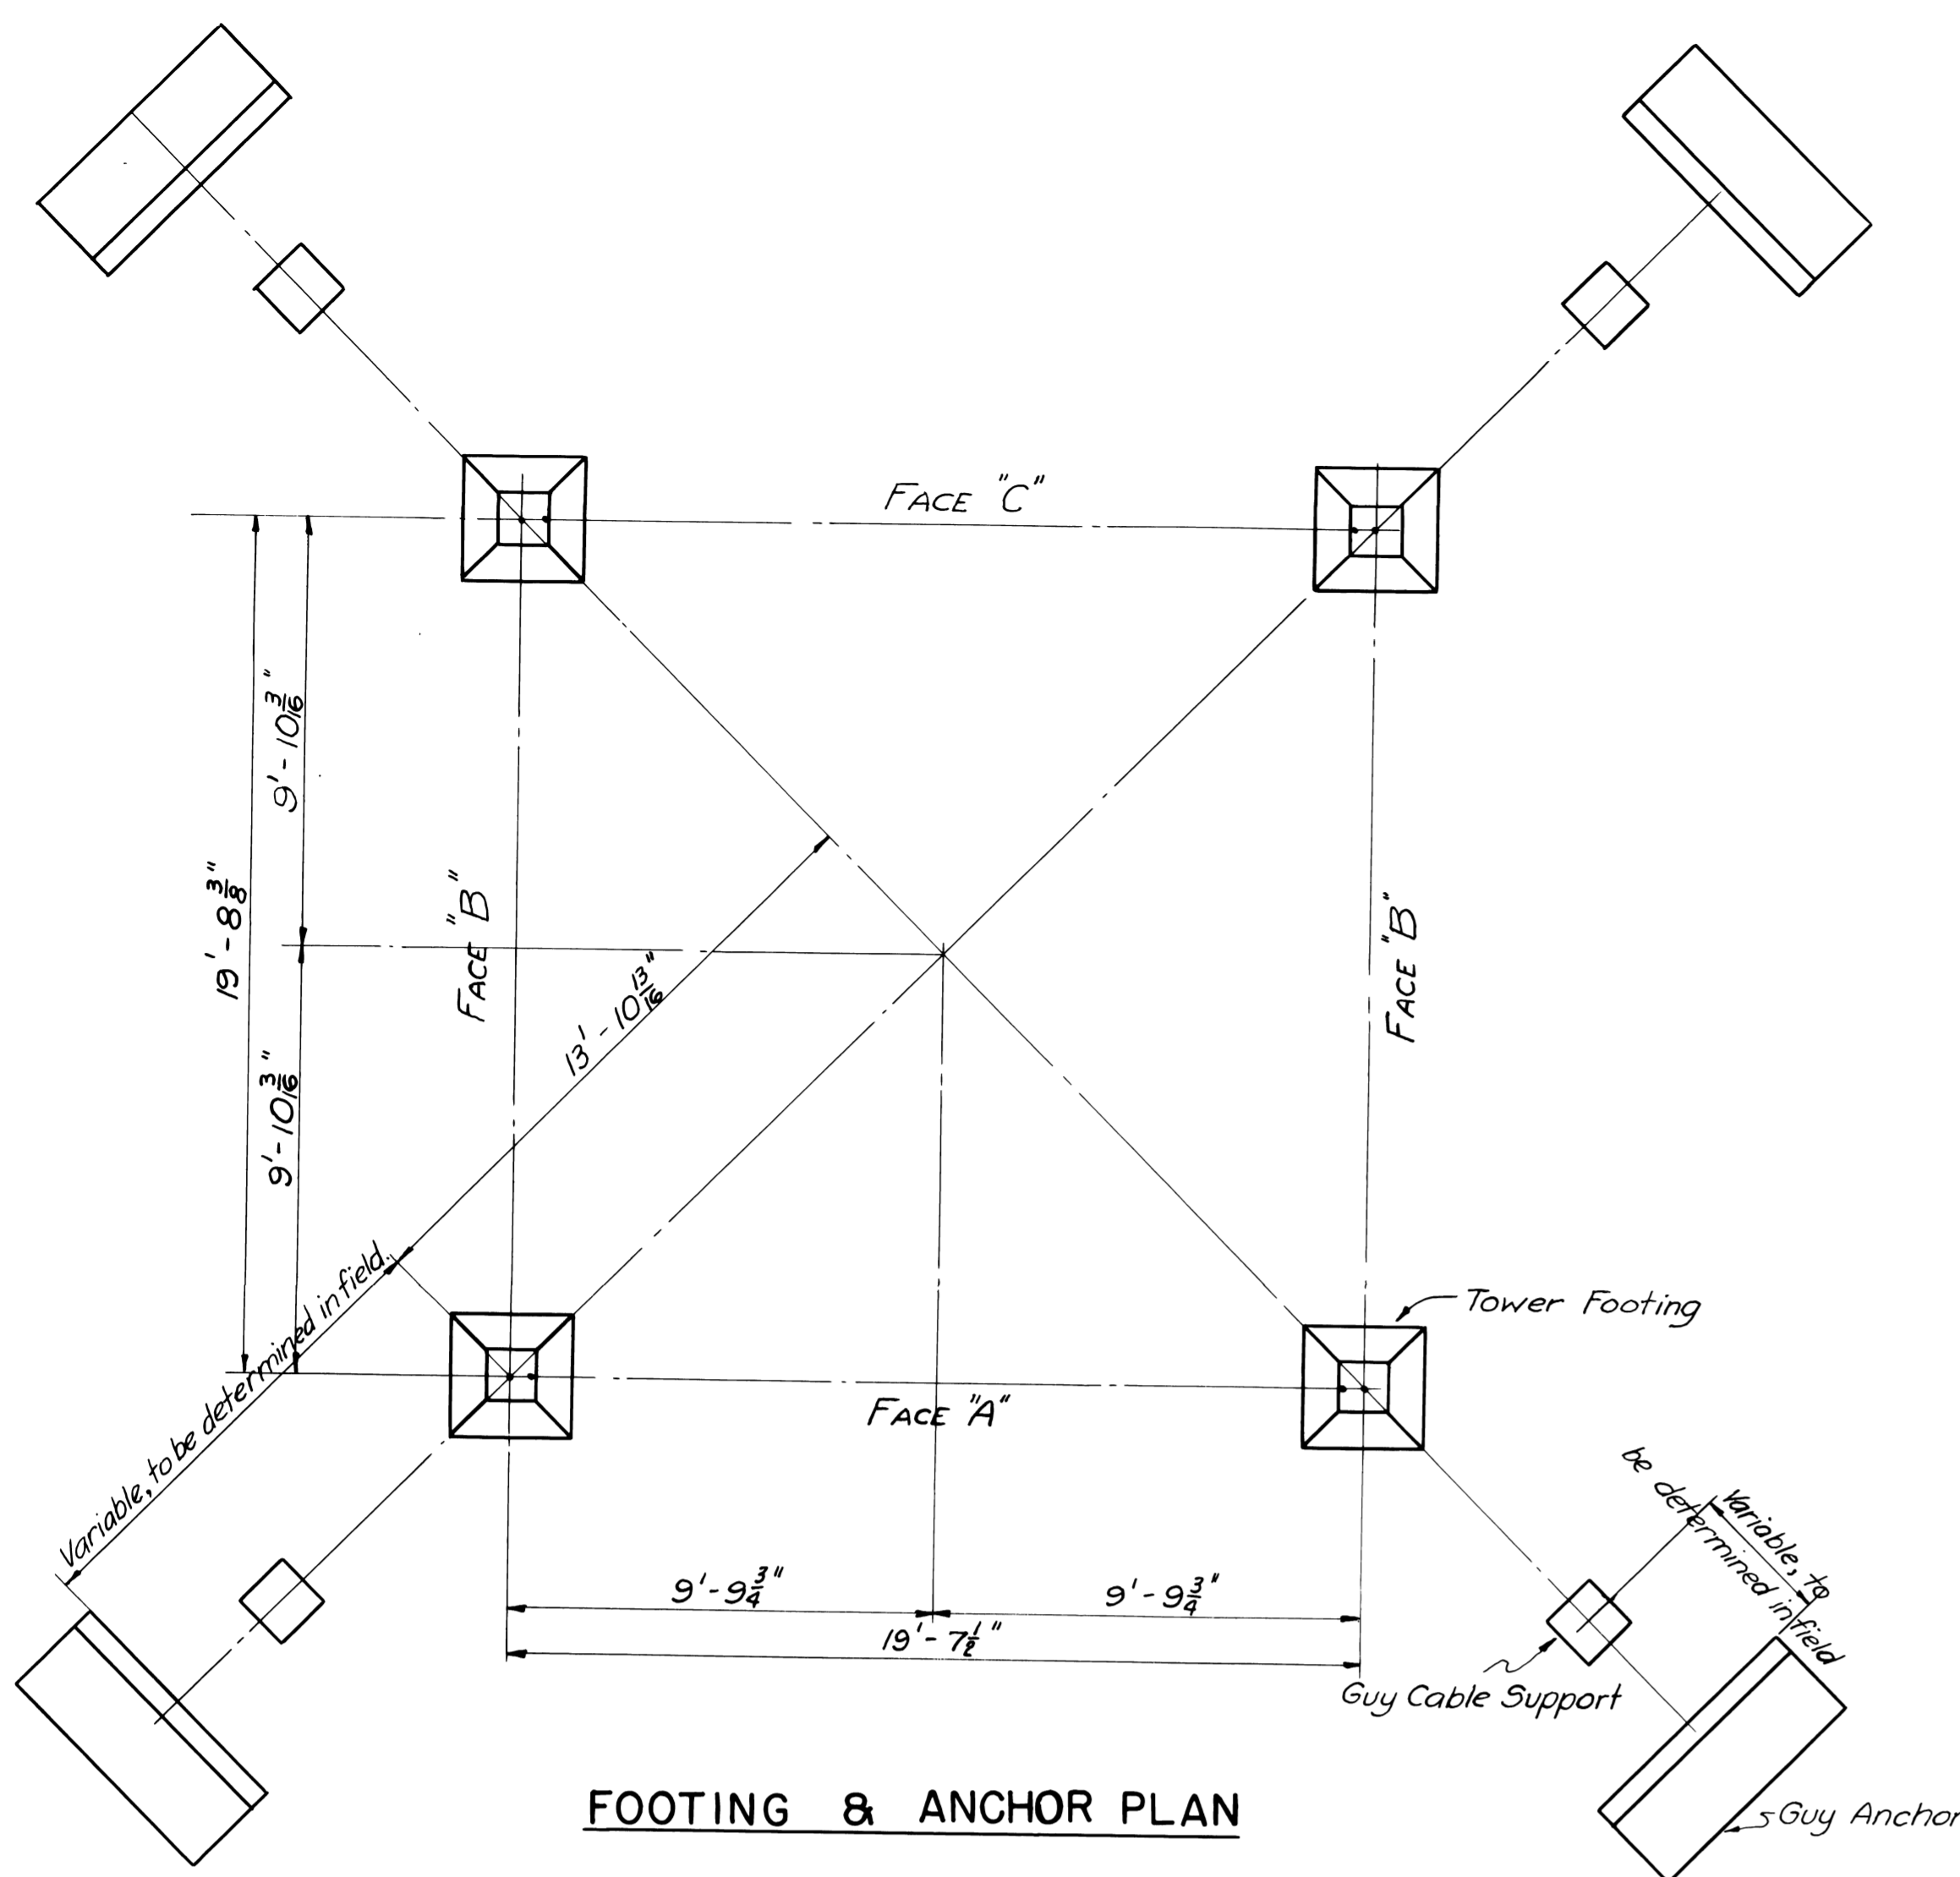 FACE "C"
9'-10 3/16"
19'-8 3/8"
FACE "B"
FACE "B"
13'-10 13/16"
9'-10 3/16"
Variable, to be determined in field.
Tower Footing
FACE "A"
Variable, to
be determined in field
9'-9 3/4"
9'-9 3/4"
19'-7 1/2"
Guy Cable Support
Guy Anchor
FOOTING & ANCHOR PLAN